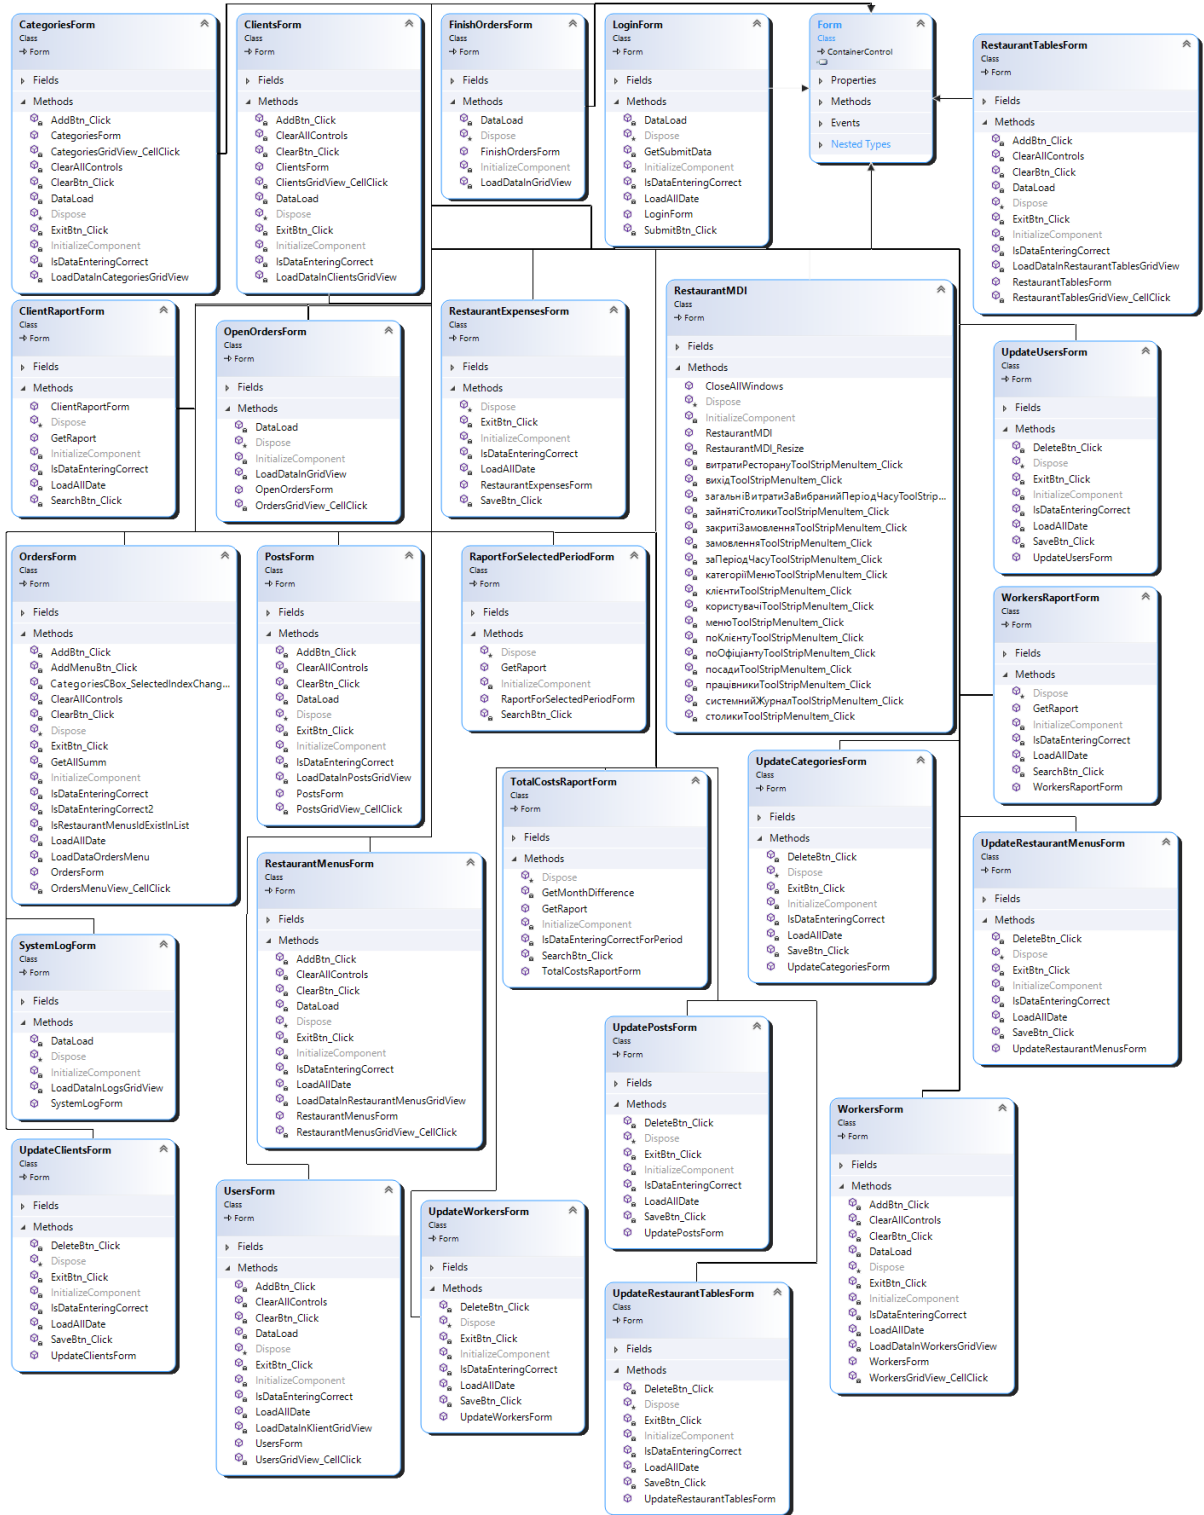 CategoriesForm
Class
Form
Fields
Methods
AddBtn_Click
CategoriesForm
CategoriesGridView_CellClick
ClearAllControls
ClearBtn_Click
DataLoad
Dispose
ExitBtn_Click
InitializeComponent
IsDataEnteringCorrect
LoadDataInCategoriesGridView
ClientsForm
Class
Form
Fields
Methods
AddBtn_Click
ClearAllControls
ClearBtn_Click
ClientsForm
ClientsGridView_CellClick
DataLoad
Dispose
ExitBtn_Click
InitializeComponent
IsDataEnteringCorrect
LoadDataInClientsGridView
FinishOrdersForm
Class
Form
Fields
Methods
DataLoad
Dispose
FinishOrdersForm
InitializeComponent
LoadDataInGridView
LoginForm
Class
Form
Fields
Methods
DataLoad
Dispose
GetSubmitData
InitializeComponent
IsDataEnteringCorrect
LoadAllDate
LoginForm
SubmitBtn_Click
Form
Class
ContainerControl
Properties
Methods
Events
Nested Types
RestaurantTablesForm
Class
Form
Fields
Methods
AddBtn_Click
ClearAllControls
ClearBtn_Click
DataLoad
Dispose
ExitBtn_Click
InitializeComponent
IsDataEnteringCorrect
LoadDataInRestaurantTablesGridView
RestaurantTablesForm
RestaurantTablesGridView_CellClick
ClientRaportForm
Class
Form
Fields
Methods
ClientRaportForm
Dispose
GetRaport
InitializeComponent
IsDataEnteringCorrect
LoadAllDate
SearchBtn_Click
OpenOrdersForm
Class
Form
Fields
Methods
DataLoad
Dispose
InitializeComponent
LoadDataInGridView
OpenOrdersForm
OrdersGridView_CellClick
RestaurantExpensesForm
Class
Form
Fields
Methods
Dispose
ExitBtn_Click
InitializeComponent
IsDataEnteringCorrect
LoadAllDate
RestaurantExpensesForm
SaveBtn_Click
RestaurantMDI
Class
Form
Fields
Methods
CloseAllWindows
Dispose
InitializeComponent
RestaurantMDI
RestaurantMDI_Resize
витратиРесторануToolStripMenuItem_Click
вихідToolStripMenuItem_Click
загальніВитратиЗаВибранийПеріодЧасуToolStrip...
зайнятіСтоликиToolStripMenuItem_Click
закритіЗамовленняToolStripMenuItem_Click
замовленняToolStripMenuItem_Click
заПеріодЧасуToolStripMenuItem_Click
категоріїМенюToolStripMenuItem_Click
клієнтиToolStripMenuItem_Click
користувачіToolStripMenuItem_Click
менюToolStripMenuItem_Click
поКлієнтуToolStripMenuItem_Click
поОфіціантуToolStripMenuItem_Click
посадиToolStripMenuItem_Click
працівникиToolStripMenuItem_Click
системнийЖурналToolStripMenuItem_Click
столикиToolStripMenuItem_Click
UpdateUsersForm
Class
Form
Fields
Methods
DeleteBtn_Click
Dispose
ExitBtn_Click
InitializeComponent
IsDataEnteringCorrect
LoadAllDate
SaveBtn_Click
UpdateUsersForm
OrdersForm
Class
Form
Fields
Methods
AddBtn_Click
AddMenuBtn_Click
CategoriesCBox_SelectedIndexChang...
ClearAllControls
ClearBtn_Click
Dispose
ExitBtn_Click
GetAllSumm
InitializeComponent
IsDataEnteringCorrect
IsDataEnteringCorrect2
IsRestaurantMenusIdExistInList
LoadAllDate
LoadDataOrdersMenu
OrdersForm
OrdersMenuView_CellClick
PostsForm
Class
Form
Fields
Methods
AddBtn_Click
ClearAllControls
ClearBtn_Click
DataLoad
Dispose
ExitBtn_Click
InitializeComponent
IsDataEnteringCorrect
LoadDataInPostsGridView
PostsForm
PostsGridView_CellClick
RaportForSelectedPeriodForm
Class
Form
Fields
Methods
Dispose
GetRaport
InitializeComponent
RaportForSelectedPeriodForm
SearchBtn_Click
WorkersRaportForm
Class
Form
Fields
Methods
Dispose
GetRaport
InitializeComponent
IsDataEnteringCorrect
LoadAllDate
SearchBtn_Click
WorkersRaportForm
TotalCostsRaportForm
Class
Form
Fields
Methods
Dispose
GetMonthDifference
GetRaport
InitializeComponent
IsDataEnteringCorrectForPeriod
SearchBtn_Click
TotalCostsRaportForm
UpdateCategoriesForm
Class
Form
Fields
Methods
DeleteBtn_Click
Dispose
ExitBtn_Click
InitializeComponent
IsDataEnteringCorrect
LoadAllDate
SaveBtn_Click
UpdateCategoriesForm
UpdateRestaurantMenusForm
Class
Form
Fields
Methods
DeleteBtn_Click
Dispose
ExitBtn_Click
InitializeComponent
IsDataEnteringCorrect
LoadAllDate
SaveBtn_Click
UpdateRestaurantMenusForm
RestaurantMenusForm
Class
Form
Fields
Methods
AddBtn_Click
ClearAllControls
ClearBtn_Click
DataLoad
Dispose
ExitBtn_Click
InitializeComponent
IsDataEnteringCorrect
LoadAllDate
LoadDataInRestaurantMenusGridView
RestaurantMenusForm
RestaurantMenusGridView_CellClick
SystemLogForm
Class
Form
Fields
Methods
DataLoad
Dispose
InitializeComponent
LoadDataInLogsGridView
SystemLogForm
UpdatePostsForm
Class
Form
Fields
Methods
DeleteBtn_Click
Dispose
ExitBtn_Click
InitializeComponent
IsDataEnteringCorrect
LoadAllDate
SaveBtn_Click
UpdatePostsForm
WorkersForm
Class
Form
Fields
Methods
AddBtn_Click
ClearAllControls
ClearBtn_Click
DataLoad
Dispose
ExitBtn_Click
InitializeComponent
IsDataEnteringCorrect
LoadAllDate
LoadDataInWorkersGridView
WorkersForm
WorkersGridView_CellClick
UpdateClientsForm
Class
Form
Fields
Methods
DeleteBtn_Click
Dispose
ExitBtn_Click
InitializeComponent
IsDataEnteringCorrect
LoadAllDate
SaveBtn_Click
UpdateClientsForm
UsersForm
Class
Form
Fields
Methods
AddBtn_Click
ClearAllControls
ClearBtn_Click
DataLoad
Dispose
ExitBtn_Click
InitializeComponent
IsDataEnteringCorrect
LoadAllDate
LoadDataInKlientGridView
UsersForm
UsersGridView_CellClick
UpdateWorkersForm
Class
Form
Fields
Methods
DeleteBtn_Click
Dispose
ExitBtn_Click
InitializeComponent
IsDataEnteringCorrect
LoadAllDate
SaveBtn_Click
UpdateWorkersForm
UpdateRestaurantTablesForm
Class
Form
Fields
Methods
DeleteBtn_Click
Dispose
ExitBtn_Click
InitializeComponent
IsDataEnteringCorrect
LoadAllDate
SaveBtn_Click
UpdateRestaurantTablesForm